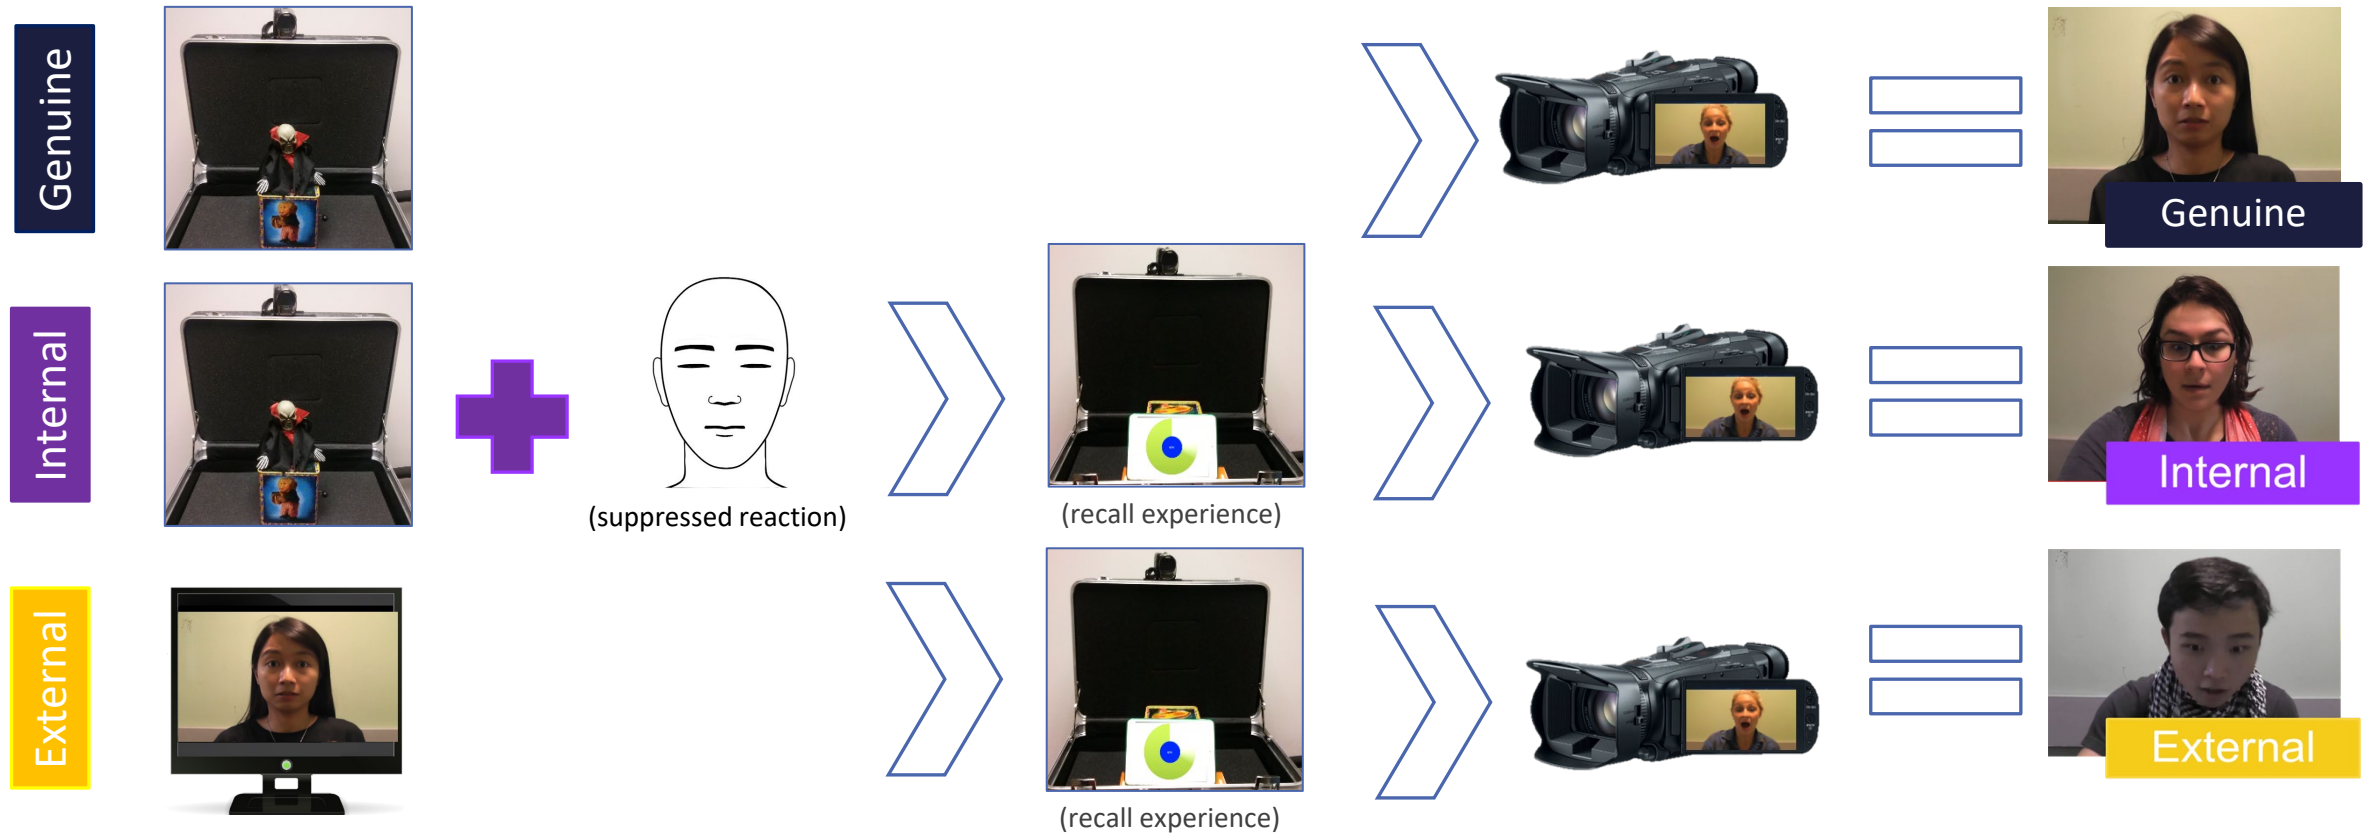 Genuine
Genuine
Internal
(suppressed reaction)
(recall experience)
Internal
External
(recall experience)
External